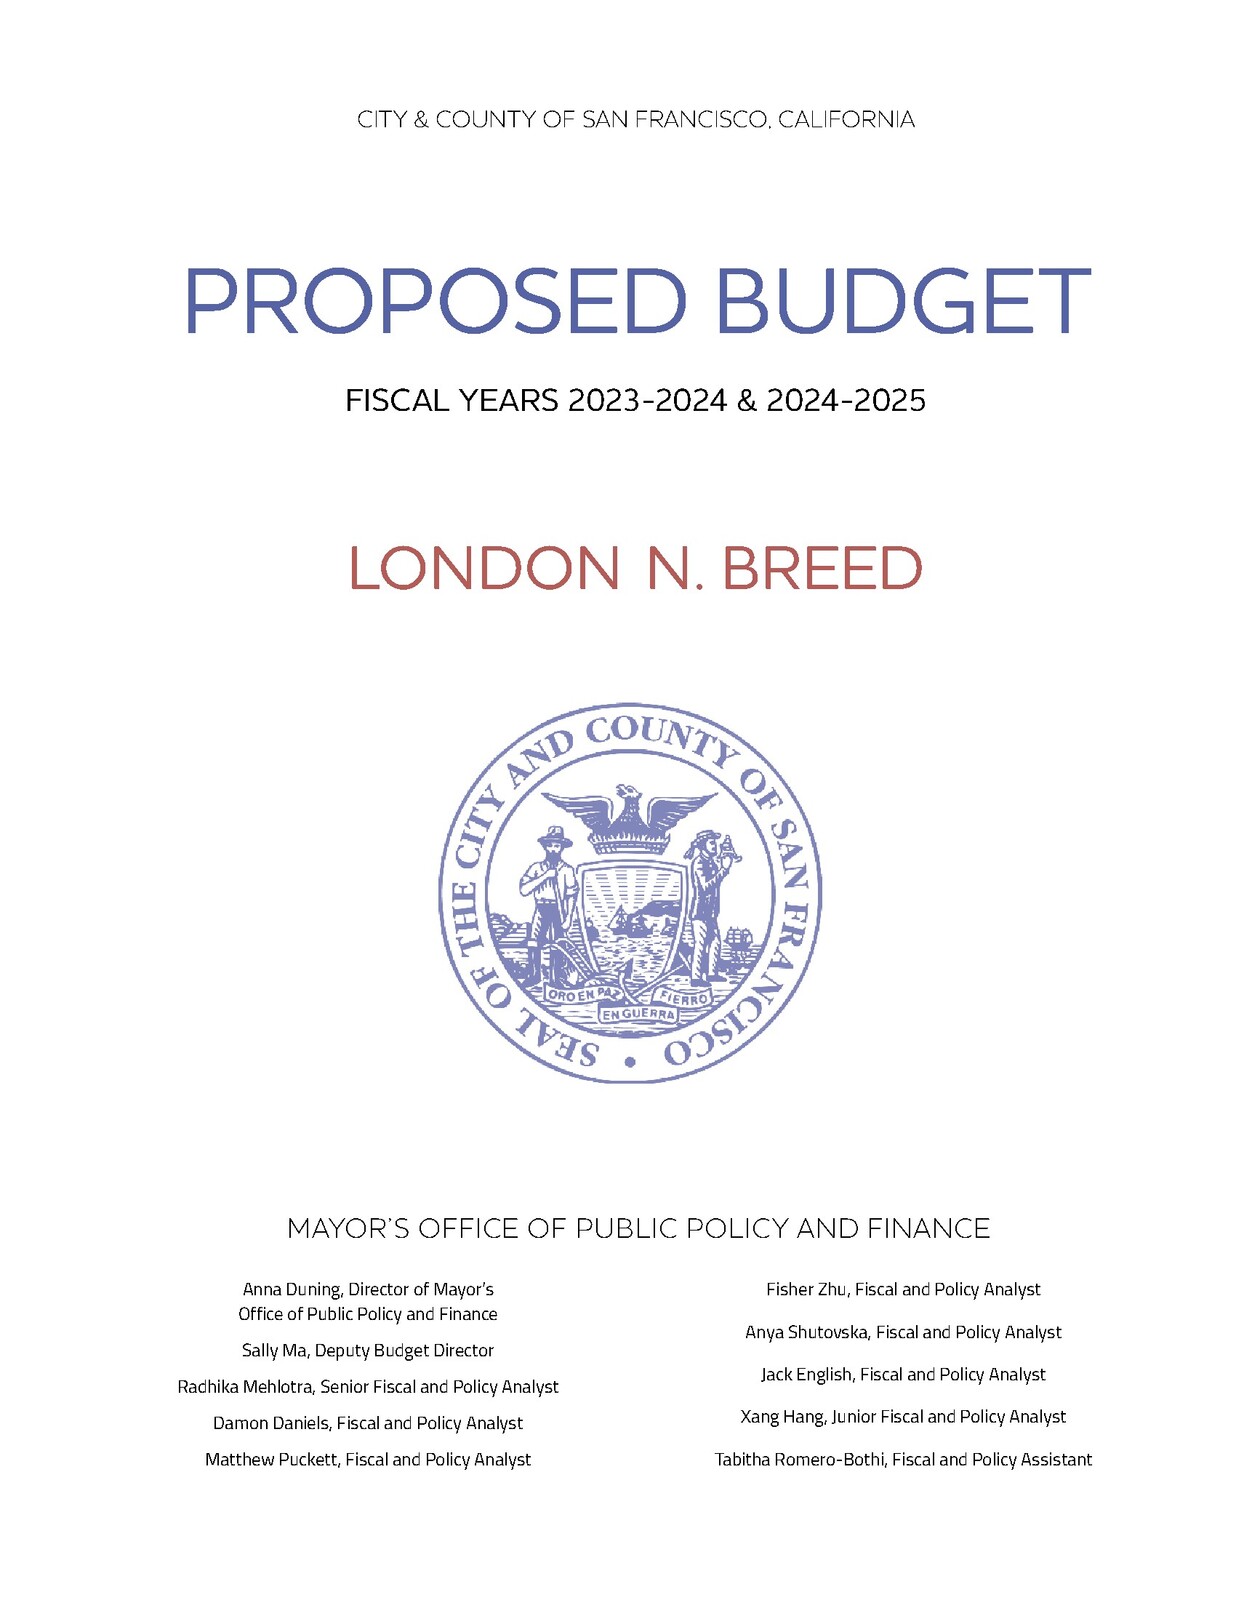 CITY & COUNTY OF SAN FRANCISCO, CALIFORNIA
PROPOSED BUDGET
FISCAL YEARS 2023-2024 & 2024-2025
LONDON N. BREED
SEAL OF THE CITY AND COUNTY OF SAN FRANCISCO
ORO EN PAZ
FIERRO
EN GUERRA
MAYOR'S OFFICE OF PUBLIC POLICY AND FINANCE
Anna Duning, Director of Mayor's
Office of Public Policy and Finance
Sally Ma, Deputy Budget Director
Radhika Mehlotra, Senior Fiscal and Policy Analyst
Damon Daniels, Fiscal and Policy Analyst
Matthew Puckett, Fiscal and Policy Analyst
Fisher Zhu, Fiscal and Policy Analyst
Anya Shutovska, Fiscal and Policy Analyst
Jack English, Fiscal and Policy Analyst
Xang Hang, Junior Fiscal and Policy Analyst
Tabitha Romero-Bothi, Fiscal and Policy Assistant